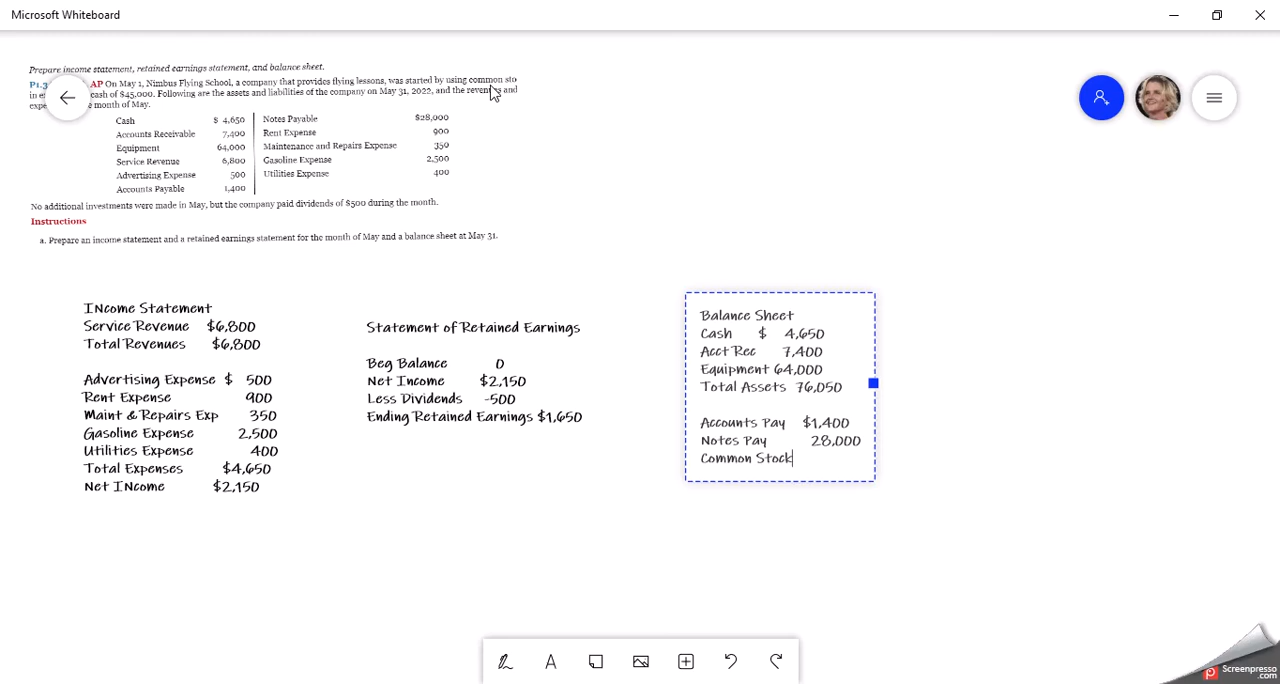 Microsoft Whiteboard
Prepare income statement, retained earnings statement, and balance sheet.
P1.3 AP On May 1, Nimbus Flying School, a company that provides flying lessons, was started by using common sto
in e cash of $45,000. Following are the assets and liabilities of the company on May 31, 2022, and the revenues and
expe month of May.
Cash $ 4,650 Notes Payable $28,000
Accounts Receivable 7,400 Rent Expense 900
Equipment 64,000 Maintenance and Repairs Expense 350
Service Revenue 6,800 Gasoline Expense 2,500
Advertising Expense 500 Utilities Expense 400
Accounts Payable 1,400
No additional investments were made in May, but the company paid dividends of $500 during the month.
Instructions
a. Prepare an income statement and a retained earnings statement for the month of May and a balance sheet at May 31.
INcome Statement
Service Revenue $6,800
Total Revenues $6,800
Advertising Expense $ 500
Rent Expense 900
Maint & Repairs Exp 350
Gasoline Expense 2,500
Utilities Expense 400
Total Expenses $4,650
Net INcome $2,150
Statement of Retained Earnings
Beg Balance 0
Net Income $2,150
Less Dividends -500
Ending Retained Earnings $1,650
Balance Sheet
Cash $ 4,650
Acct Rec 7,400
Equipment 64,000
Total Assets 76,050
Accounts Pay $1,400
Notes Pay 28,000
Common Stock
Screenpresso
.com